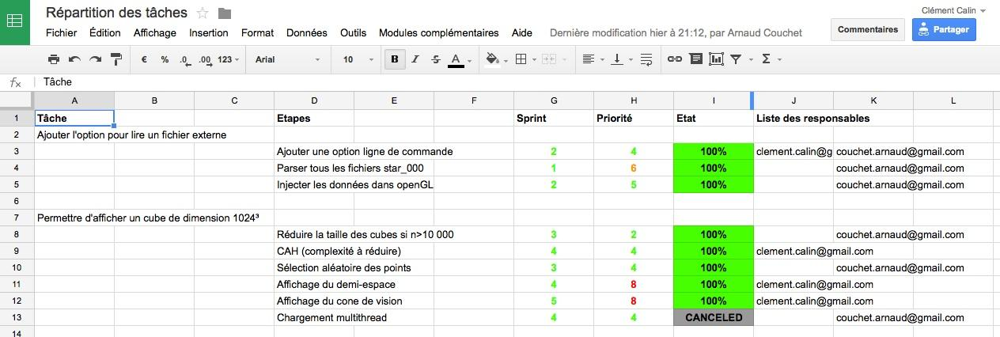 Répartition des tâches
Clément Calin
Fichier Édition Affichage Insertion Format Données Outils Modules complémentaires Aide Dernière modification hier à 21:12, par Arnaud Couchet
Commentaires
Partager
€ % .0 .00 123 Arial 10 B I S A Σ
fx Tâche
A B C D E F G H I J K L
1 Tâche Etapes Sprint Priorité Etat Liste des responsables
2 Ajouter l'option pour lire un fichier externe
3 Ajouter une option ligne de commande 2 4 100% clement.calin@g couchet.arnaud@gmail.com
4 Parser tous les fichiers star_000 1 6 100% couchet.arnaud@gmail.com
5 Injecter les données dans openGL 2 5 100% couchet.arnaud@gmail.com
6
7 Permettre d'afficher un cube de dimension 1024³
8 Réduire la taille des cubes si n>10 000 3 2 100% couchet.arnaud@gmail.com
9 CAH (complexité à réduire) 4 4 100% clement.calin@gmail.com
10 Sélection aléatoire des points 3 4 100% couchet.arnaud@gmail.com
11 Affichage du demi-espace 4 8 100% clement.calin@gmail.com
12 Affichage du cone de vision 5 8 100% clement.calin@gmail.com
13 Chargement multithread 4 4 CANCELED couchet.arnaud@gmail.com
14